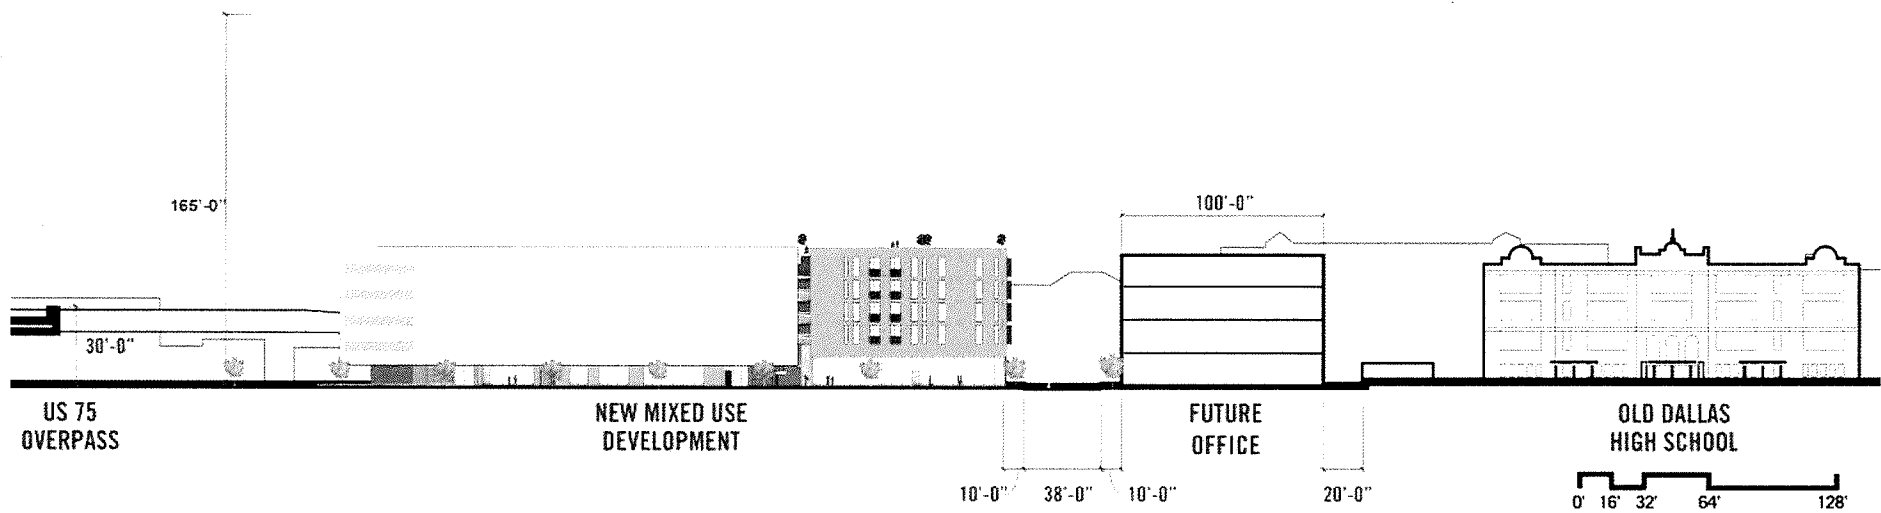 165'-0"
100'-0"
30'-0"
US 75
OVERPASS
NEW MIXED USE
DEVELOPMENT
FUTURE
OFFICE
OLD DALLAS
HIGH SCHOOL
10'-0" 38'-0" 10'-0" 20'-0"
0' 16' 32' 64' 128'